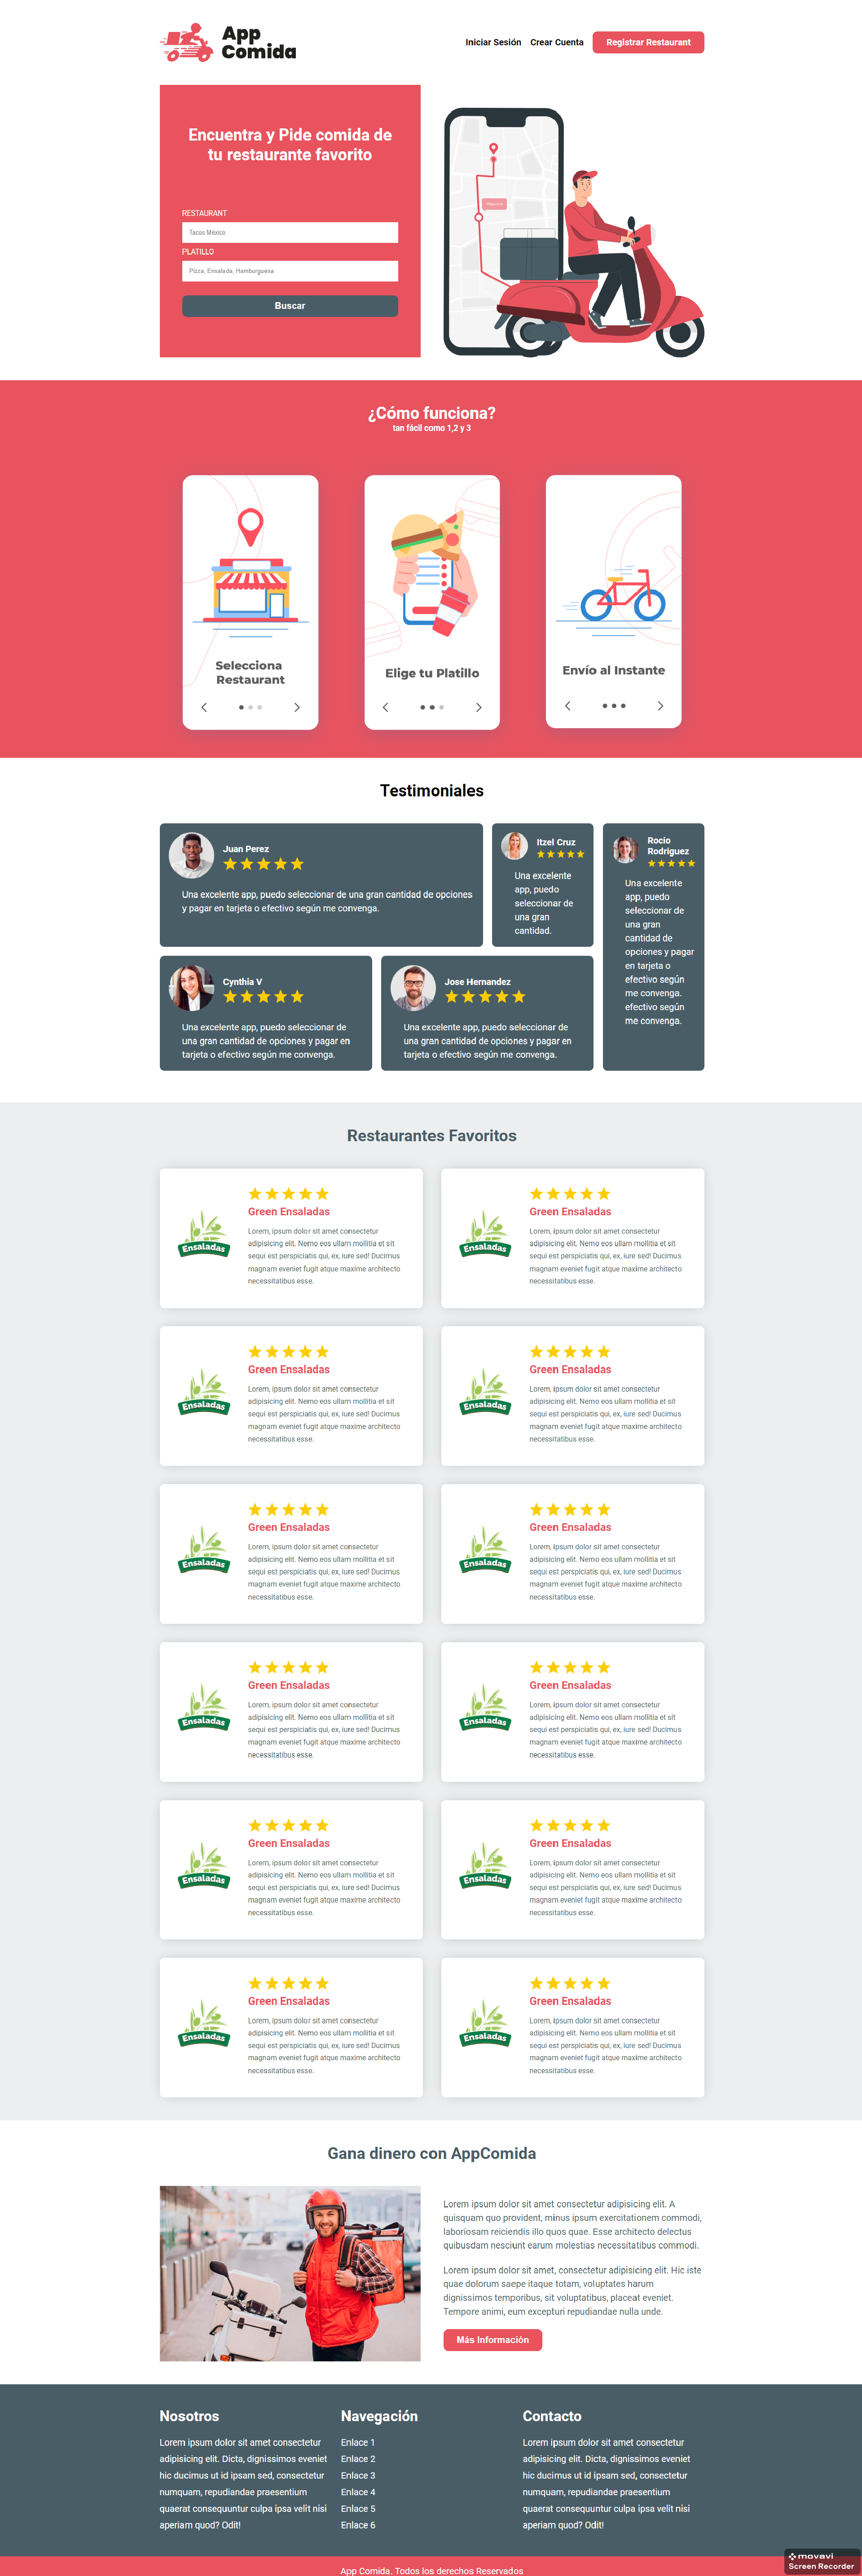 App
Comida
Iniciar Sesión Crear Cuenta Registrar Restaurant
Encuentra y Pide comida de
tu restaurante favorito
RESTAURANT
Tacos México
PLATILLO
Pizza, Ensalada, Hamburguesa
Buscar
¿Cómo funciona?
tan fácil como 1,2 y 3
Selecciona
Restaurant
Elige tu Platillo
Envío al Instante
Testimoniales
Juan Perez
Una excelente app, puedo seleccionar de una gran cantidad de opciones
y pagar en tarjeta o efectivo según me convenga.
Itzel Cruz
Una excelente
app, puedo
seleccionar de
una gran
cantidad.
Rocio
Rodriguez
Una excelente
app, puedo
seleccionar de
una gran
cantidad de
opciones y pagar
en tarjeta o
efectivo según
me convenga.
efectivo según
me convenga.
Cynthia V
Una excelente app, puedo seleccionar de
una gran cantidad de opciones y pagar en
tarjeta o efectivo según me convenga.
Jose Hernandez
Una excelente app, puedo seleccionar de
una gran cantidad de opciones y pagar en
tarjeta o efectivo según me convenga.
Restaurantes Favoritos
Ensaladas
Green Ensaladas
Lorem, ipsum dolor sit amet consectetur
adipisicing elit. Nemo eos ullam mollitia et sit
sequi est perspiciatis qui, ex, iure sed! Ducimus
magnam eveniet fugit atque maxime architecto
necessitatibus esse.
Ensaladas
Green Ensaladas
Lorem, ipsum dolor sit amet consectetur
adipisicing elit. Nemo eos ullam mollitia et sit
sequi est perspiciatis qui, ex, iure sed! Ducimus
magnam eveniet fugit atque maxime architecto
necessitatibus esse.
Ensaladas
Green Ensaladas
Lorem, ipsum dolor sit amet consectetur
adipisicing elit. Nemo eos ullam mollitia et sit
sequi est perspiciatis qui, ex, iure sed! Ducimus
magnam eveniet fugit atque maxime architecto
necessitatibus esse.
Ensaladas
Green Ensaladas
Lorem, ipsum dolor sit amet consectetur
adipisicing elit. Nemo eos ullam mollitia et sit
sequi est perspiciatis qui, ex, iure sed! Ducimus
magnam eveniet fugit atque maxime architecto
necessitatibus esse.
Ensaladas
Green Ensaladas
Lorem, ipsum dolor sit amet consectetur
adipisicing elit. Nemo eos ullam mollitia et sit
sequi est perspiciatis qui, ex, iure sed! Ducimus
magnam eveniet fugit atque maxime architecto
necessitatibus esse.
Ensaladas
Green Ensaladas
Lorem, ipsum dolor sit amet consectetur
adipisicing elit. Nemo eos ullam mollitia et sit
sequi est perspiciatis qui, ex, iure sed! Ducimus
magnam eveniet fugit atque maxime architecto
necessitatibus esse.
Ensaladas
Green Ensaladas
Lorem, ipsum dolor sit amet consectetur
adipisicing elit. Nemo eos ullam mollitia et sit
sequi est perspiciatis qui, ex, iure sed! Ducimus
magnam eveniet fugit atque maxime architecto
necessitatibus esse.
Ensaladas
Green Ensaladas
Lorem, ipsum dolor sit amet consectetur
adipisicing elit. Nemo eos ullam mollitia et sit
sequi est perspiciatis qui, ex, iure sed! Ducimus
magnam eveniet fugit atque maxime architecto
necessitatibus esse.
Ensaladas
Green Ensaladas
Lorem, ipsum dolor sit amet consectetur
adipisicing elit. Nemo eos ullam mollitia et sit
sequi est perspiciatis qui, ex, iure sed! Ducimus
magnam eveniet fugit atque maxime architecto
necessitatibus esse.
Ensaladas
Green Ensaladas
Lorem, ipsum dolor sit amet consectetur
adipisicing elit. Nemo eos ullam mollitia et sit
sequi est perspiciatis qui, ex, iure sed! Ducimus
magnam eveniet fugit atque maxime architecto
necessitatibus esse.
Ensaladas
Green Ensaladas
Lorem, ipsum dolor sit amet consectetur
adipisicing elit. Nemo eos ullam mollitia et sit
sequi est perspiciatis qui, ex, iure sed! Ducimus
magnam eveniet fugit atque maxime architecto
necessitatibus esse.
Ensaladas
Green Ensaladas
Lorem, ipsum dolor sit amet consectetur
adipisicing elit. Nemo eos ullam mollitia et sit
sequi est perspiciatis qui, ex, iure sed! Ducimus
magnam eveniet fugit atque maxime architecto
necessitatibus esse.
Gana dinero con AppComida
Lorem ipsum dolor sit amet consectetur adipisicing elit. A
quisquam quo provident, minus ipsum exercitationem commodi,
laboriosam reiciendis illo quos quae. Esse architecto delectus
quibusdam nesciunt earum molestias necessitatibus commodi.
Lorem ipsum dolor sit amet, consectetur adipisicing elit. Hic iste
quae dolorum saepe itaque totam, voluptates harum
dignissimos temporibus, sit voluptatibus, placeat eveniet.
Tempore animi, eum excepturi repudiandae nulla unde.
Más Información
Nosotros
Lorem ipsum dolor sit amet consectetur
adipisicing elit. Dicta, dignissimos eveniet
hic ducimus ut id ipsam sed, consectetur
numquam, repudiandae praesentium
quaerat consequuntur culpa ipsa velit nisi
aperiam quod? Odit!
Navegación
Enlace 1
Enlace 2
Enlace 3
Enlace 4
Enlace 5
Enlace 6
Contacto
Lorem ipsum dolor sit amet consectetur
adipisicing elit. Dicta, dignissimos eveniet
hic ducimus ut id ipsam sed, consectetur
numquam, repudiandae praesentium
quaerat consequuntur culpa ipsa velit nisi
aperiam quod? Odit!
App Comida. Todos los derechos Reservados
movavi
Screen Recorder